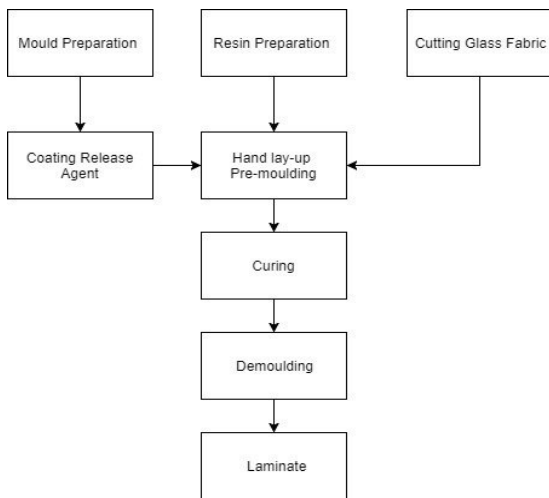 Mould Preparation
Resin Preparation
Cutting Glass Fabric
Coating Release
Agent
Hand lay-up
Pre-moulding
Curing
Demoulding
Laminate